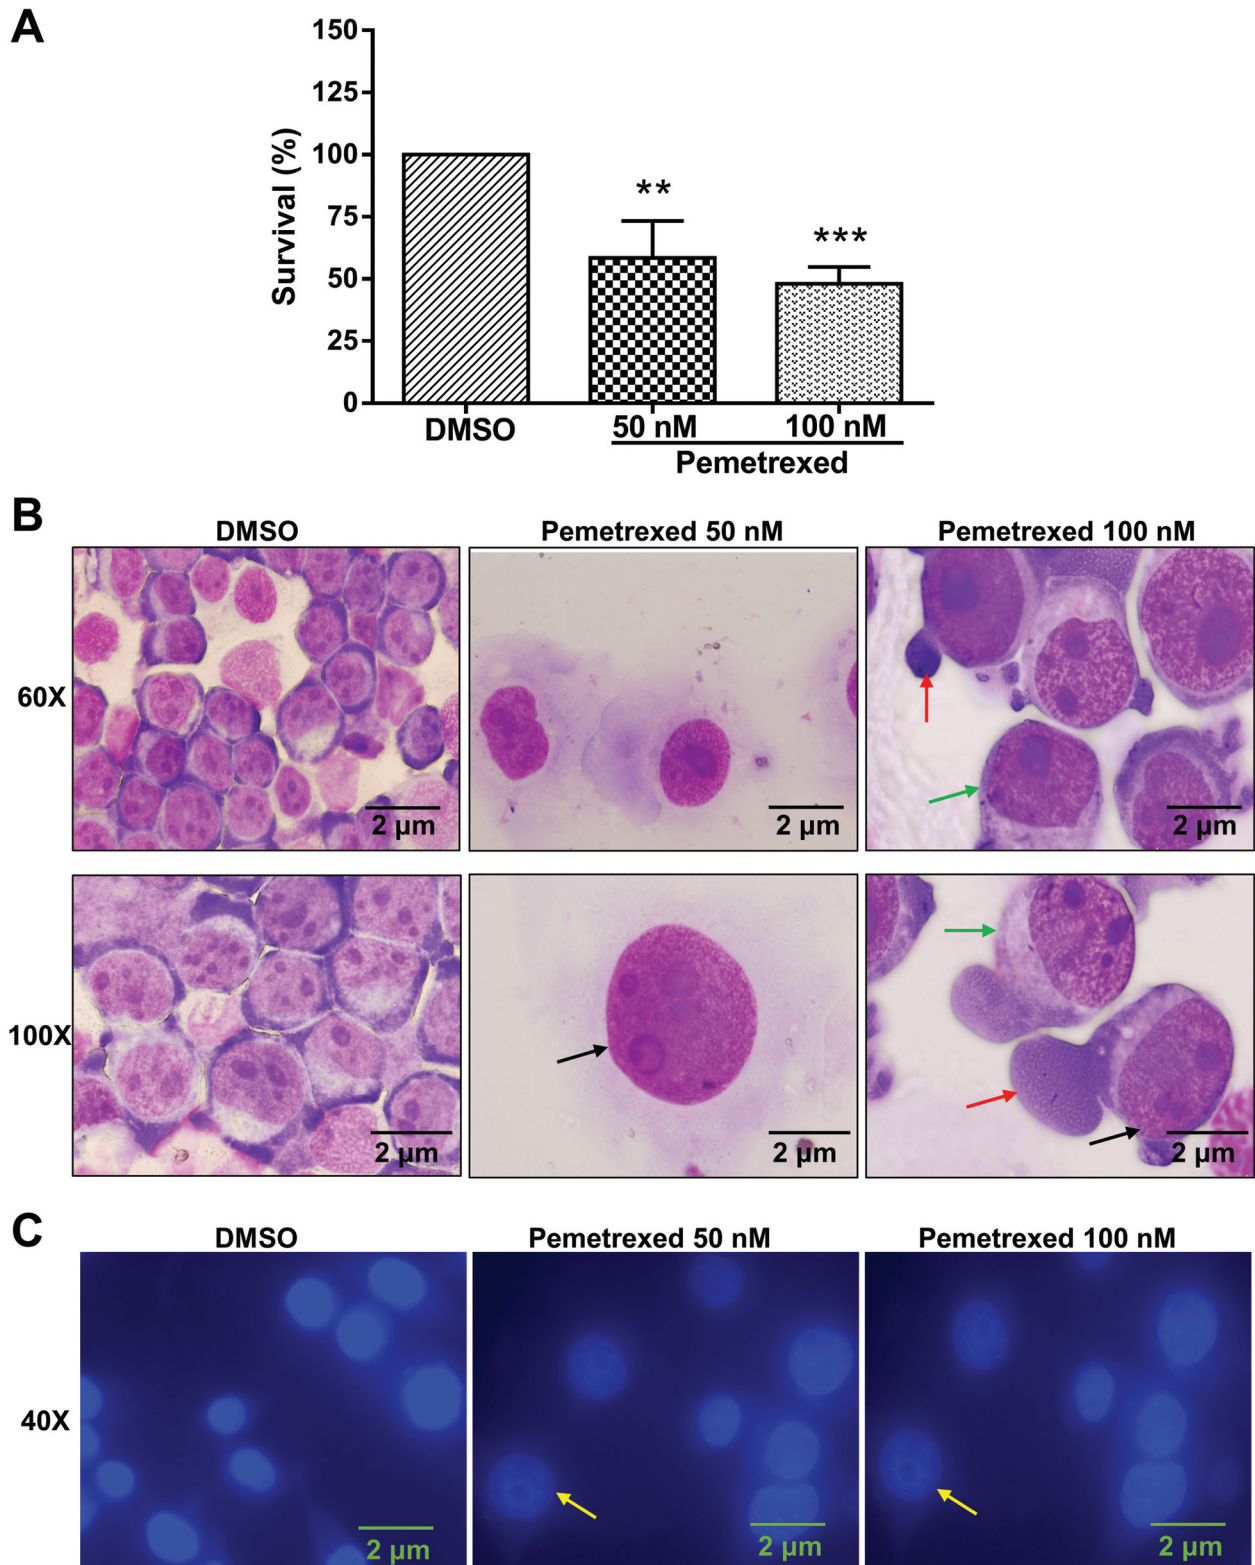 A
150
125
100
75
50
25
0
Survival (%)
**
***
DMSO
50 nM
100 nM
Pemetrexed
B
DMSO
Pemetrexed 50 nM
Pemetrexed 100 nM
60X
2 µm
2 µm
2 µm
100X
2 µm
2 µm
2 µm
C
DMSO
Pemetrexed 50 nM
Pemetrexed 100 nM
40X
2 µm
2 µm
2 µm